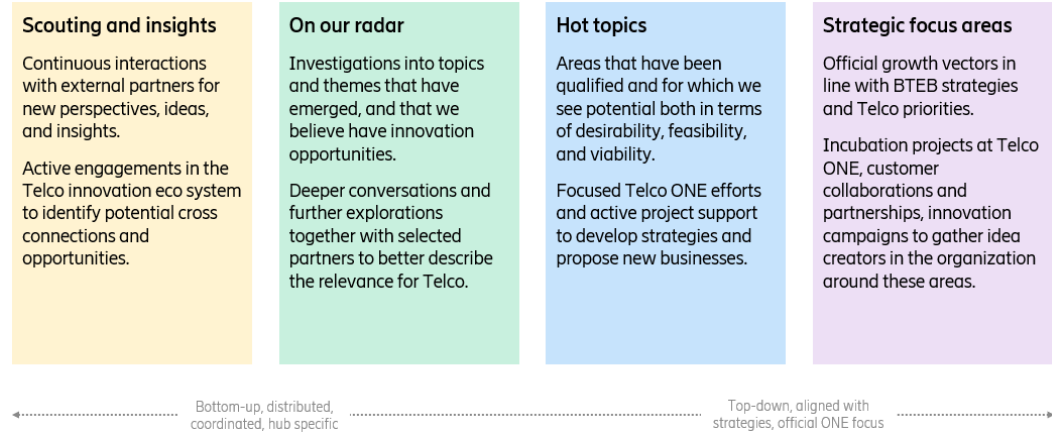 Scouting and insights
Continuous interactions
with external partners for
new perspectives, ideas,
and insights.
Active engagements in the
Telco innovation eco system
to identify potential cross
connections and
opportunities.
On our radar
Investigations into topics
and themes that have
emerged, and that we
believe have innovation
opportunities.
Deeper conversations and
further explorations
together with selected
partners to better describe
the relevance for Telco.
Hot topics
Areas that have been
qualified and for which we
see potential both in terms
of desirability, feasibility,
and viability.
Focused Telco ONE efforts
and active project support
to develop strategies and
propose new businesses.
Strategic focus areas
Official growth vectors in
line with BTEB strategies
and Telco priorities.
Incubation projects at Telco
ONE, customer
collaborations and
partnerships, innovation
campaigns to gather idea
creators in the organization
around these areas.
Bottom-up, distributed,
coordinated, hub specific
Top-down, aligned with
strategies, official ONE focus